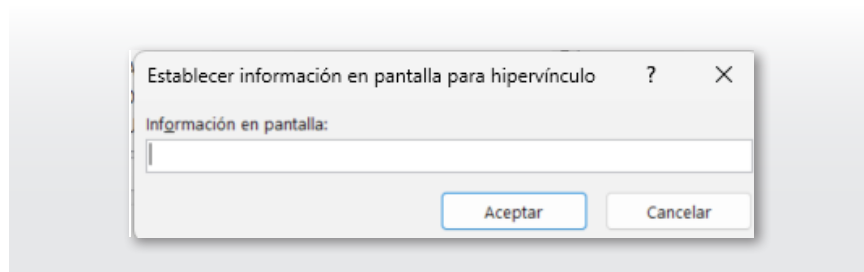 Establecer información en pantalla para hipervínculo ? ×
Información en pantalla:
Aceptar Cancelar